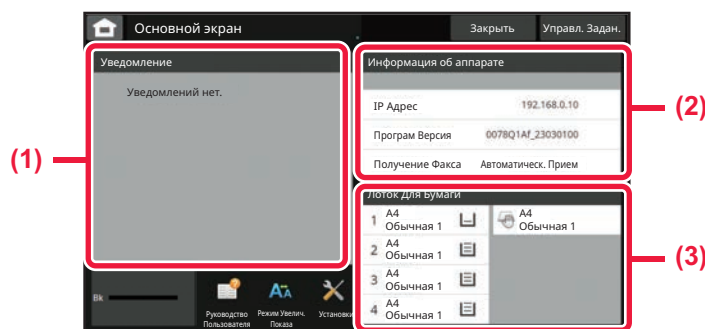 Основной экран
Закрыть
Управл. Задан.
Уведомление
Уведомлений нет.
Информация об аппарате
IP Адрес 192.168.0.10
Програм Версия 0078Q1Af_23030100
Получение Факса Автоматическ. Прием
Лоток Для Бумаги
1 A4
Обычная 1
2 A4
Обычная 1
3 A4
Обычная 1
4 A4
Обычная 1
A4
Обычная 1
Bk
Руководство
Пользователя
Режим Увелич.
Показа
Установки
(1)
(2)
(3)